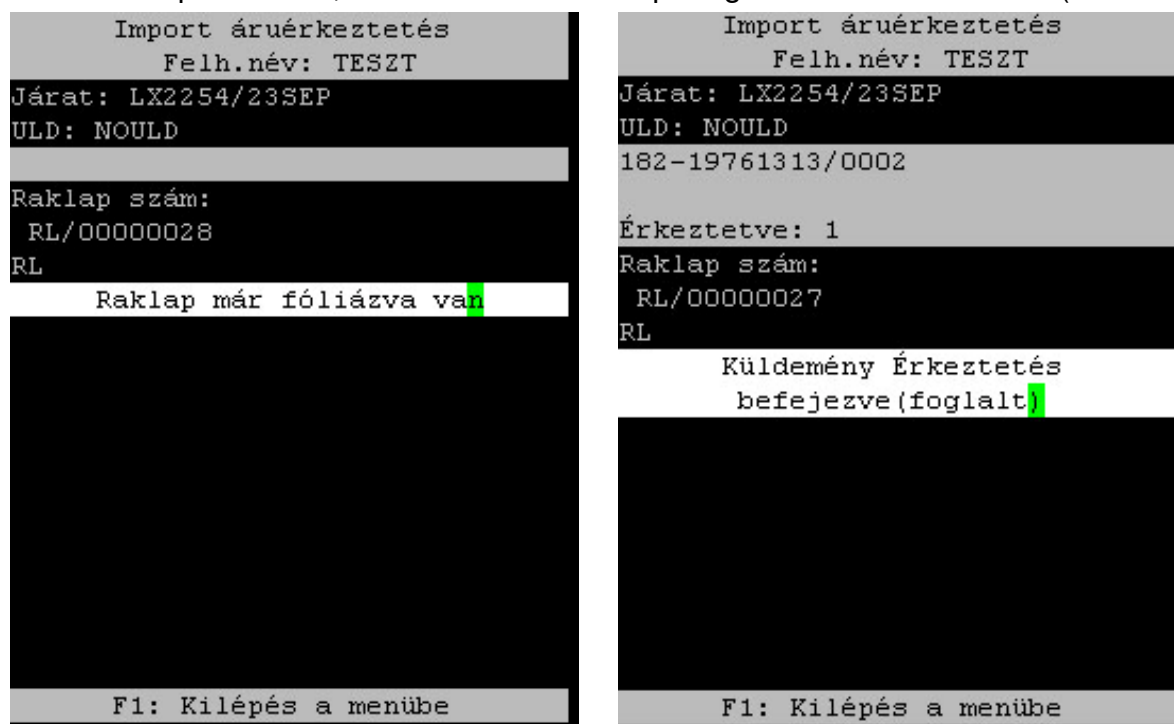 Import áruérkeztetés
Felh.név: TESZT
Járat: LX2254/23SEP
ULD: NOULD
Raklap szám:
RL/00000028
RL
Raklap már fóliázva van
F1: Kilépés a menübe
Import áruérkeztetés
Felh.név: TESZT
Járat: LX2254/23SEP
ULD: NOULD
182-19761313/0002
Érkeztetve: 1
Raklap szám:
RL/00000027
RL
Küldemény Érkeztetés
befejezve(foglalt)
F1: Kilépés a menübe